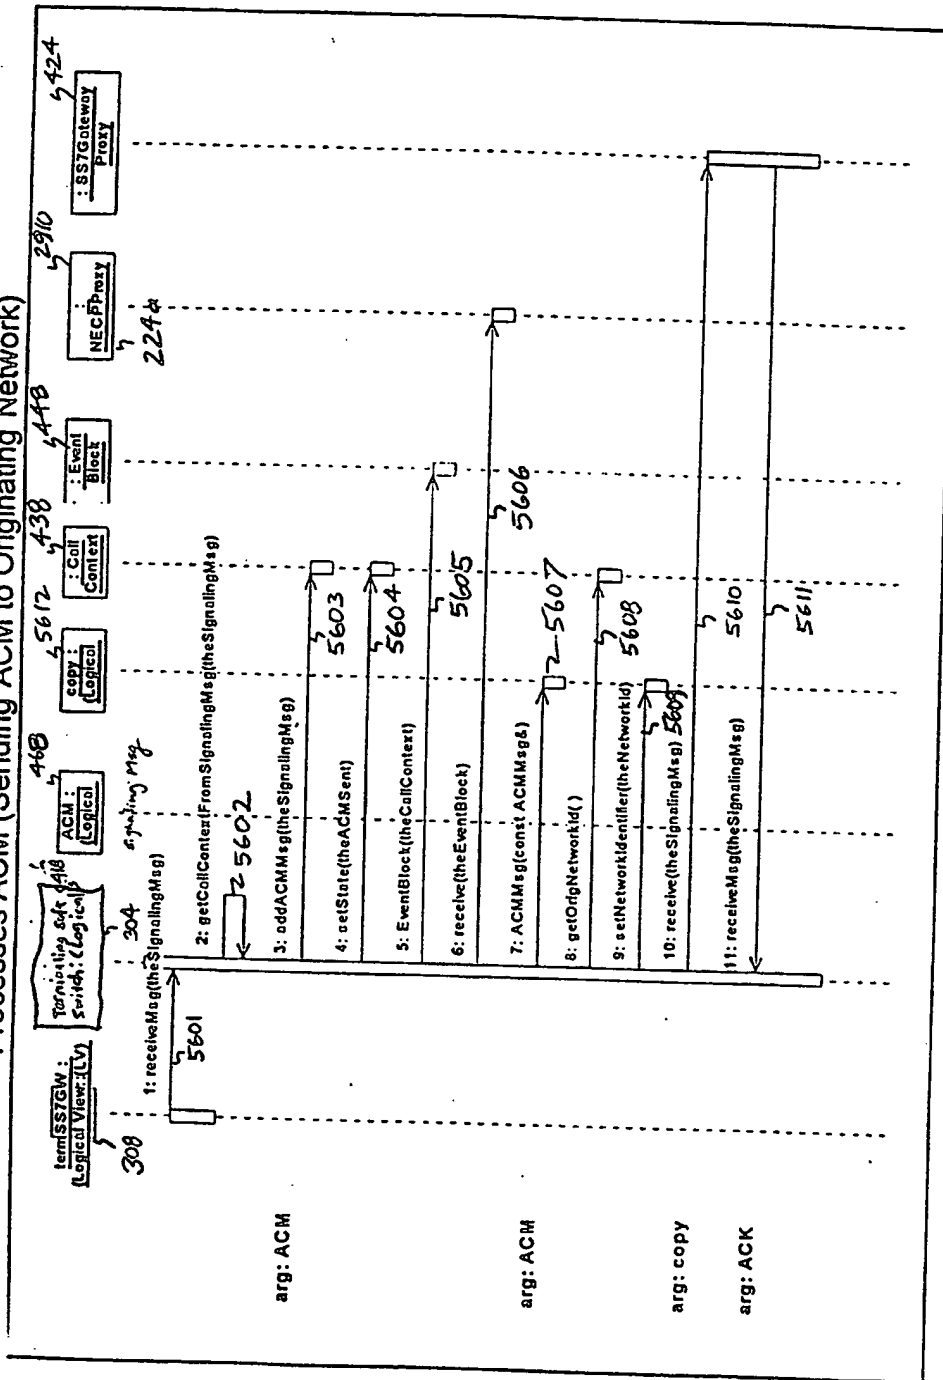 Processes ACM (Sending ACM to Originating Network)
termSS7GW :
(Logical View::(LV)
308
Terminating Soft
Switch: (Logical
418
304
ACM :
(Logical
468
signaling Msg
copy :
(Logical
5612
: Call
Context
438
: Event
Block
448
:
NECPProxy
2910
224a
: SS7Gateway
Proxy
424
1: receiveMsg(theSignalingMsg)
5601
2: getCallContextFromSignalingMsg(theSignalingMsg)
5602
arg: ACM
3: addACMMsg(theSignalingMsg)
5603
4: setState(theACMSent)
5604
5: EventBlock(theCallContext)
5605
6: receive(theEventBlock)
5606
arg: ACM
7: ACMMsg(const ACMMsg&)
5607
8: getOrigNetworkId( )
5608
9: setNetworkIdentifier(theNetworkId)
5609
arg: copy
10: receive(theSignalingMsg)
5610
arg: ACK
11: receiveMsg(theSignalingMsg)
5611